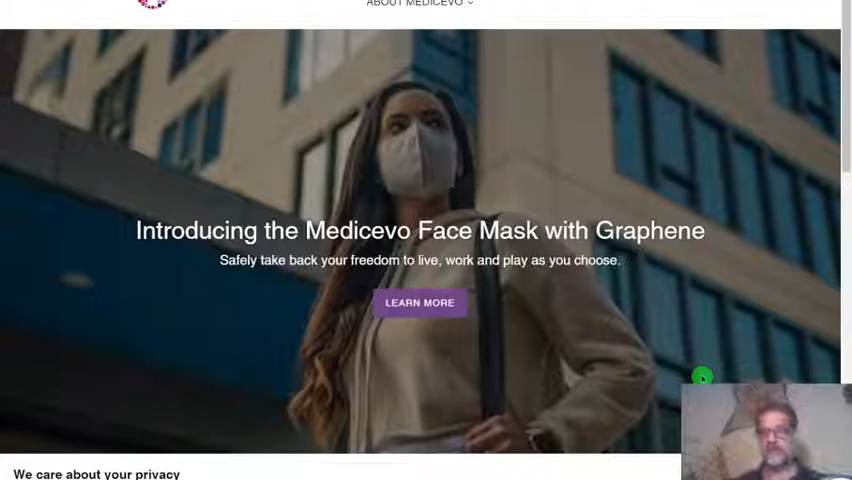 ABOUT MEDICEVO
Introducing the Medicevo Face Mask with Graphene
Safely take back your freedom to live, work and play as you choose.
LEARN MORE
We care about your privacy